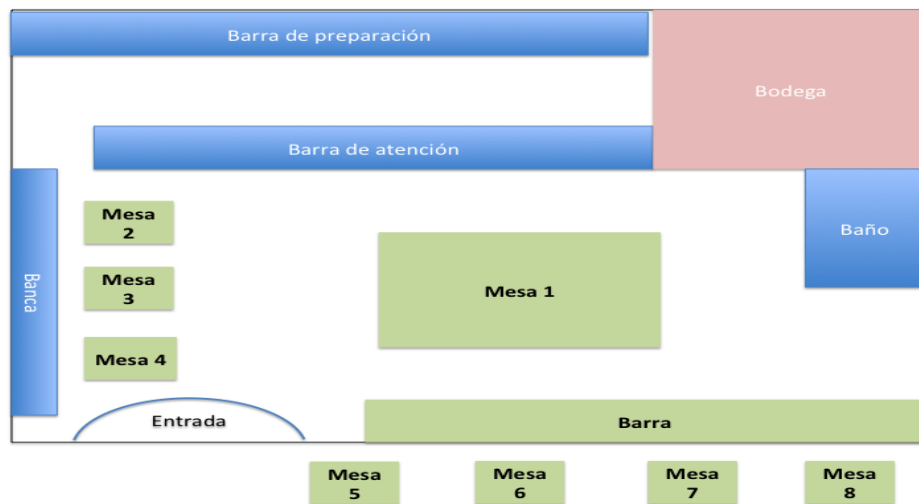 Barra de preparación
Bodega
Barra de atención
Mesa
2
Baño
Banca
Mesa
3
Mesa 1
Mesa 4
Entrada
Barra
Mesa
5
Mesa
6
Mesa
7
Mesa
8